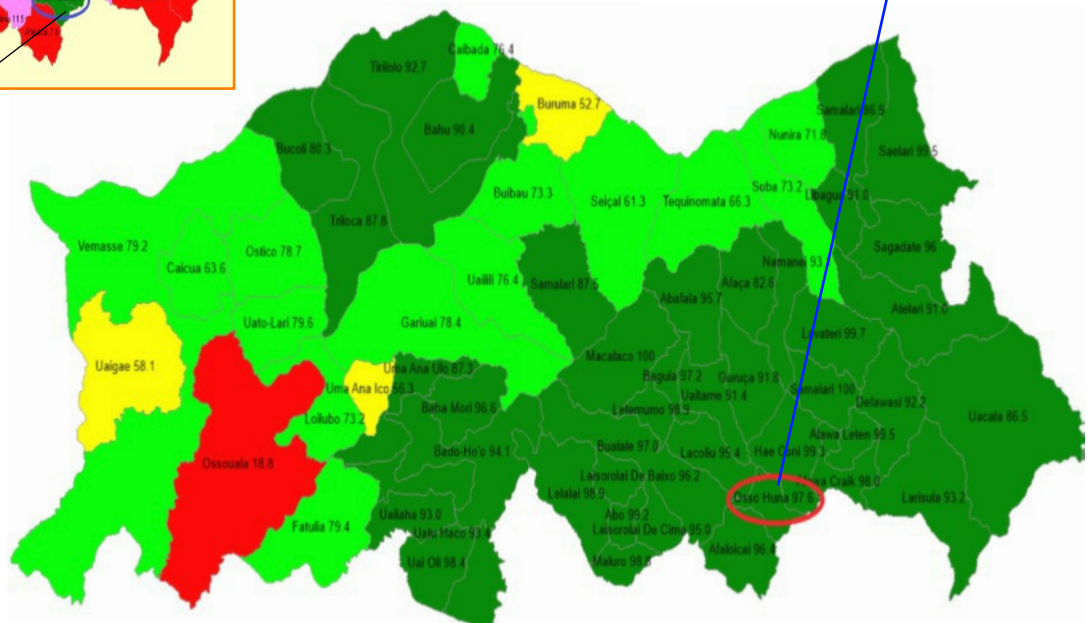 Caibada 76.4
Tirilolo 92.7
Buruma 52.7
Bahu 90.4
Samalari 86.9
Nunira 71.8
Bucoli 80.3
Saelari 99.5
Buibau 73.3
Soba 73.2
Seiçal 61.3
Tequinomata 66.3
Libagua 91.0
Triloca 87.8
Vemasse 79.2
Ostico 78.7
Sagadate 96
Caicua 63.6
Namanei 93
Uailili 76.4
Samalari 87.5
Afaça 82.6
Abafala 95.7
Atelari 91.0
Uato-Lari 79.6
Gariuai 78.4
Lavateri 99.7
Macalaco 100
Uaigae 58.1
Uma Ana Ulo 87.3
Baguia 97.2
Guruça 91.8
Uma Ana Ico 56.3
Samalari 100
Uaitame 91.4
Defawasi 92.2
Baha Mori 96.6
Letemumo 98.9
Uacala 86.5
Loilubo 73.2
Alawa Leten 99.5
Bualale 97.0
Bado-Ho'o 94.1
Lacoliu 95.4
Hae Coni 99.3
Ossouala 18.8
Laisorolai De Baixo 96.2
Craik 98.0
Lelalai 98.9
Osso Huna 97.6
Larisula 93.2
Uailaha 93.0
Abo 99.2
Fatulia 79.4
Laisorolai De Cima 95.0
Uatu Haco 93.4
Afaloicai 96.4
Uai Oli 98.4
Maluro